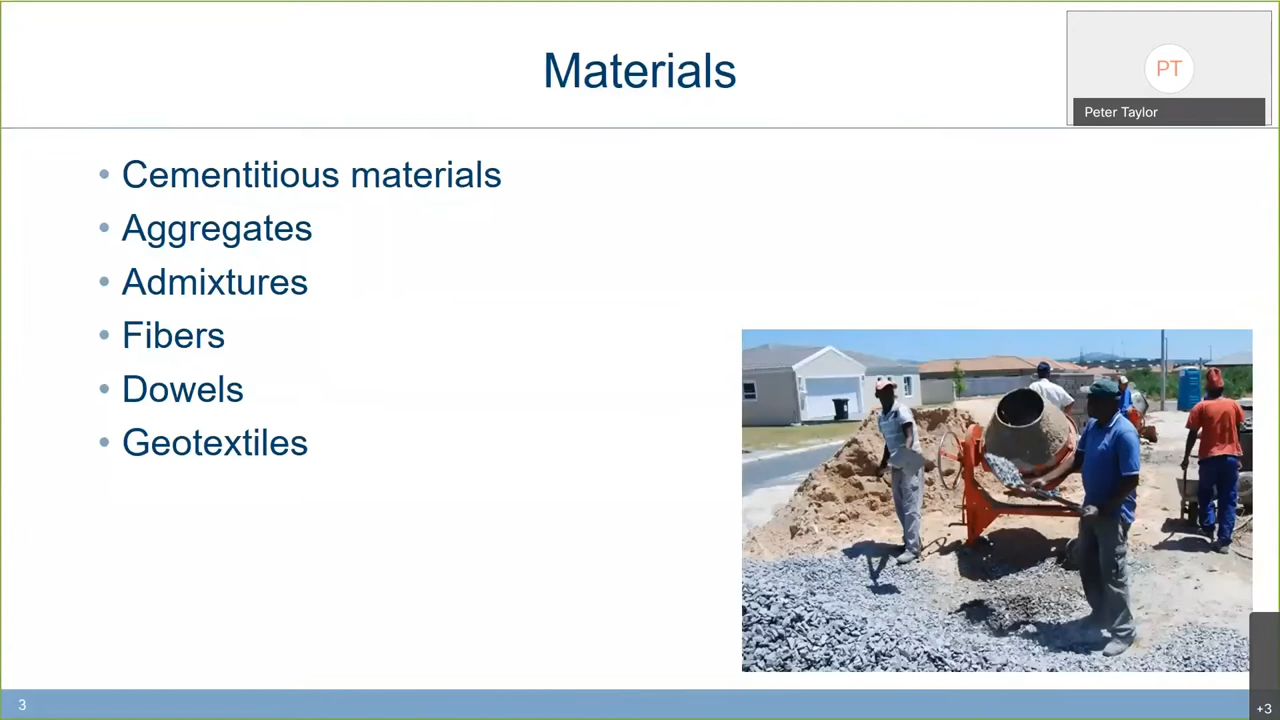 Materials
PT
Peter Taylor
• Cementitious materials
• Aggregates
• Admixtures
• Fibers
• Dowels
• Geotextiles
3
+3